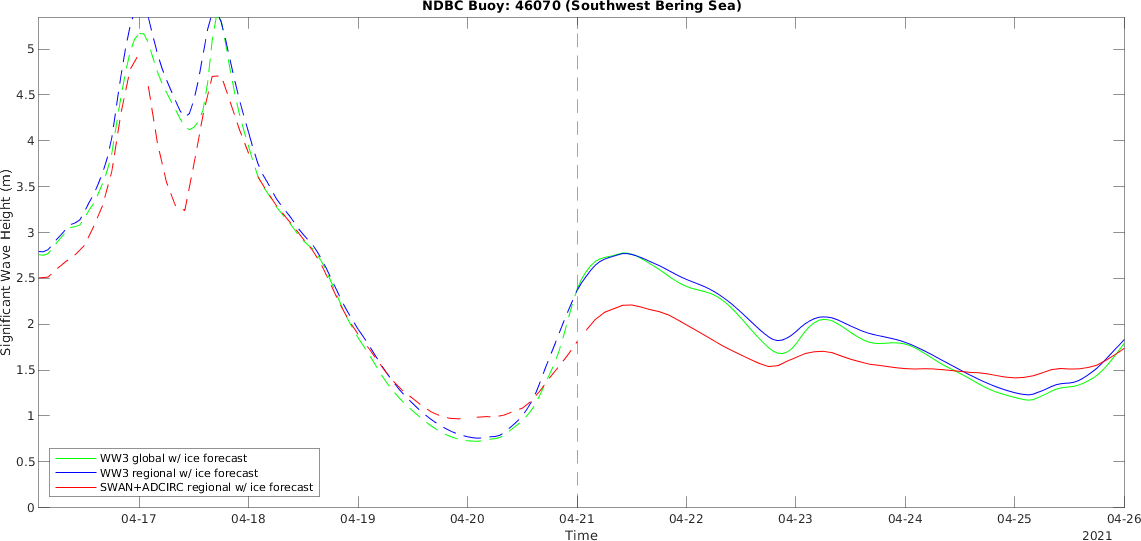 NDBC Buoy: 46070 (Southwest Bering Sea)
Significant Wave Height (m)
5
4.5
4
3.5
3
2.5
2
1.5
1
0.5
0
WW3 global w/ ice forecast
WW3 regional w/ ice forecast
SWAN+ADCIRC regional w/ ice forecast
04-17 04-18 04-19 04-20 04-21 04-22 04-23 04-24 04-25 04-26
Time
2021